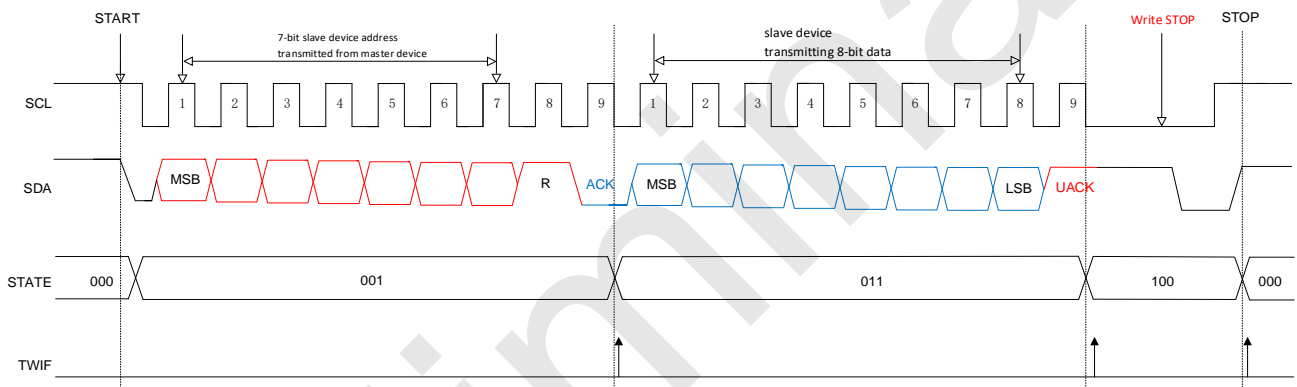 START
7-bit slave device address
transmitted from master device
slave device
transmitting 8-bit data
Write STOP
STOP
SCL
1 2 3 4 5 6 7 8 9 1 2 3 4 5 6 7 8 9
SDA
MSB R ACK MSB LSB UACK
STATE
000 001 011 100 000
TWIF